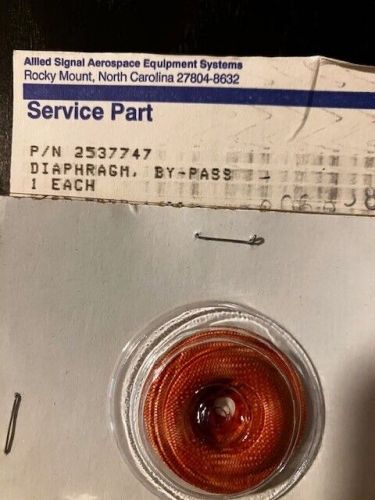 Allied Signal Aerospace Equipment Systems
Rocky Mount, North Carolina 27804-8632
Service Part
P/N 2537747
DIAPHRAGM, BY-PASS
1 EACH